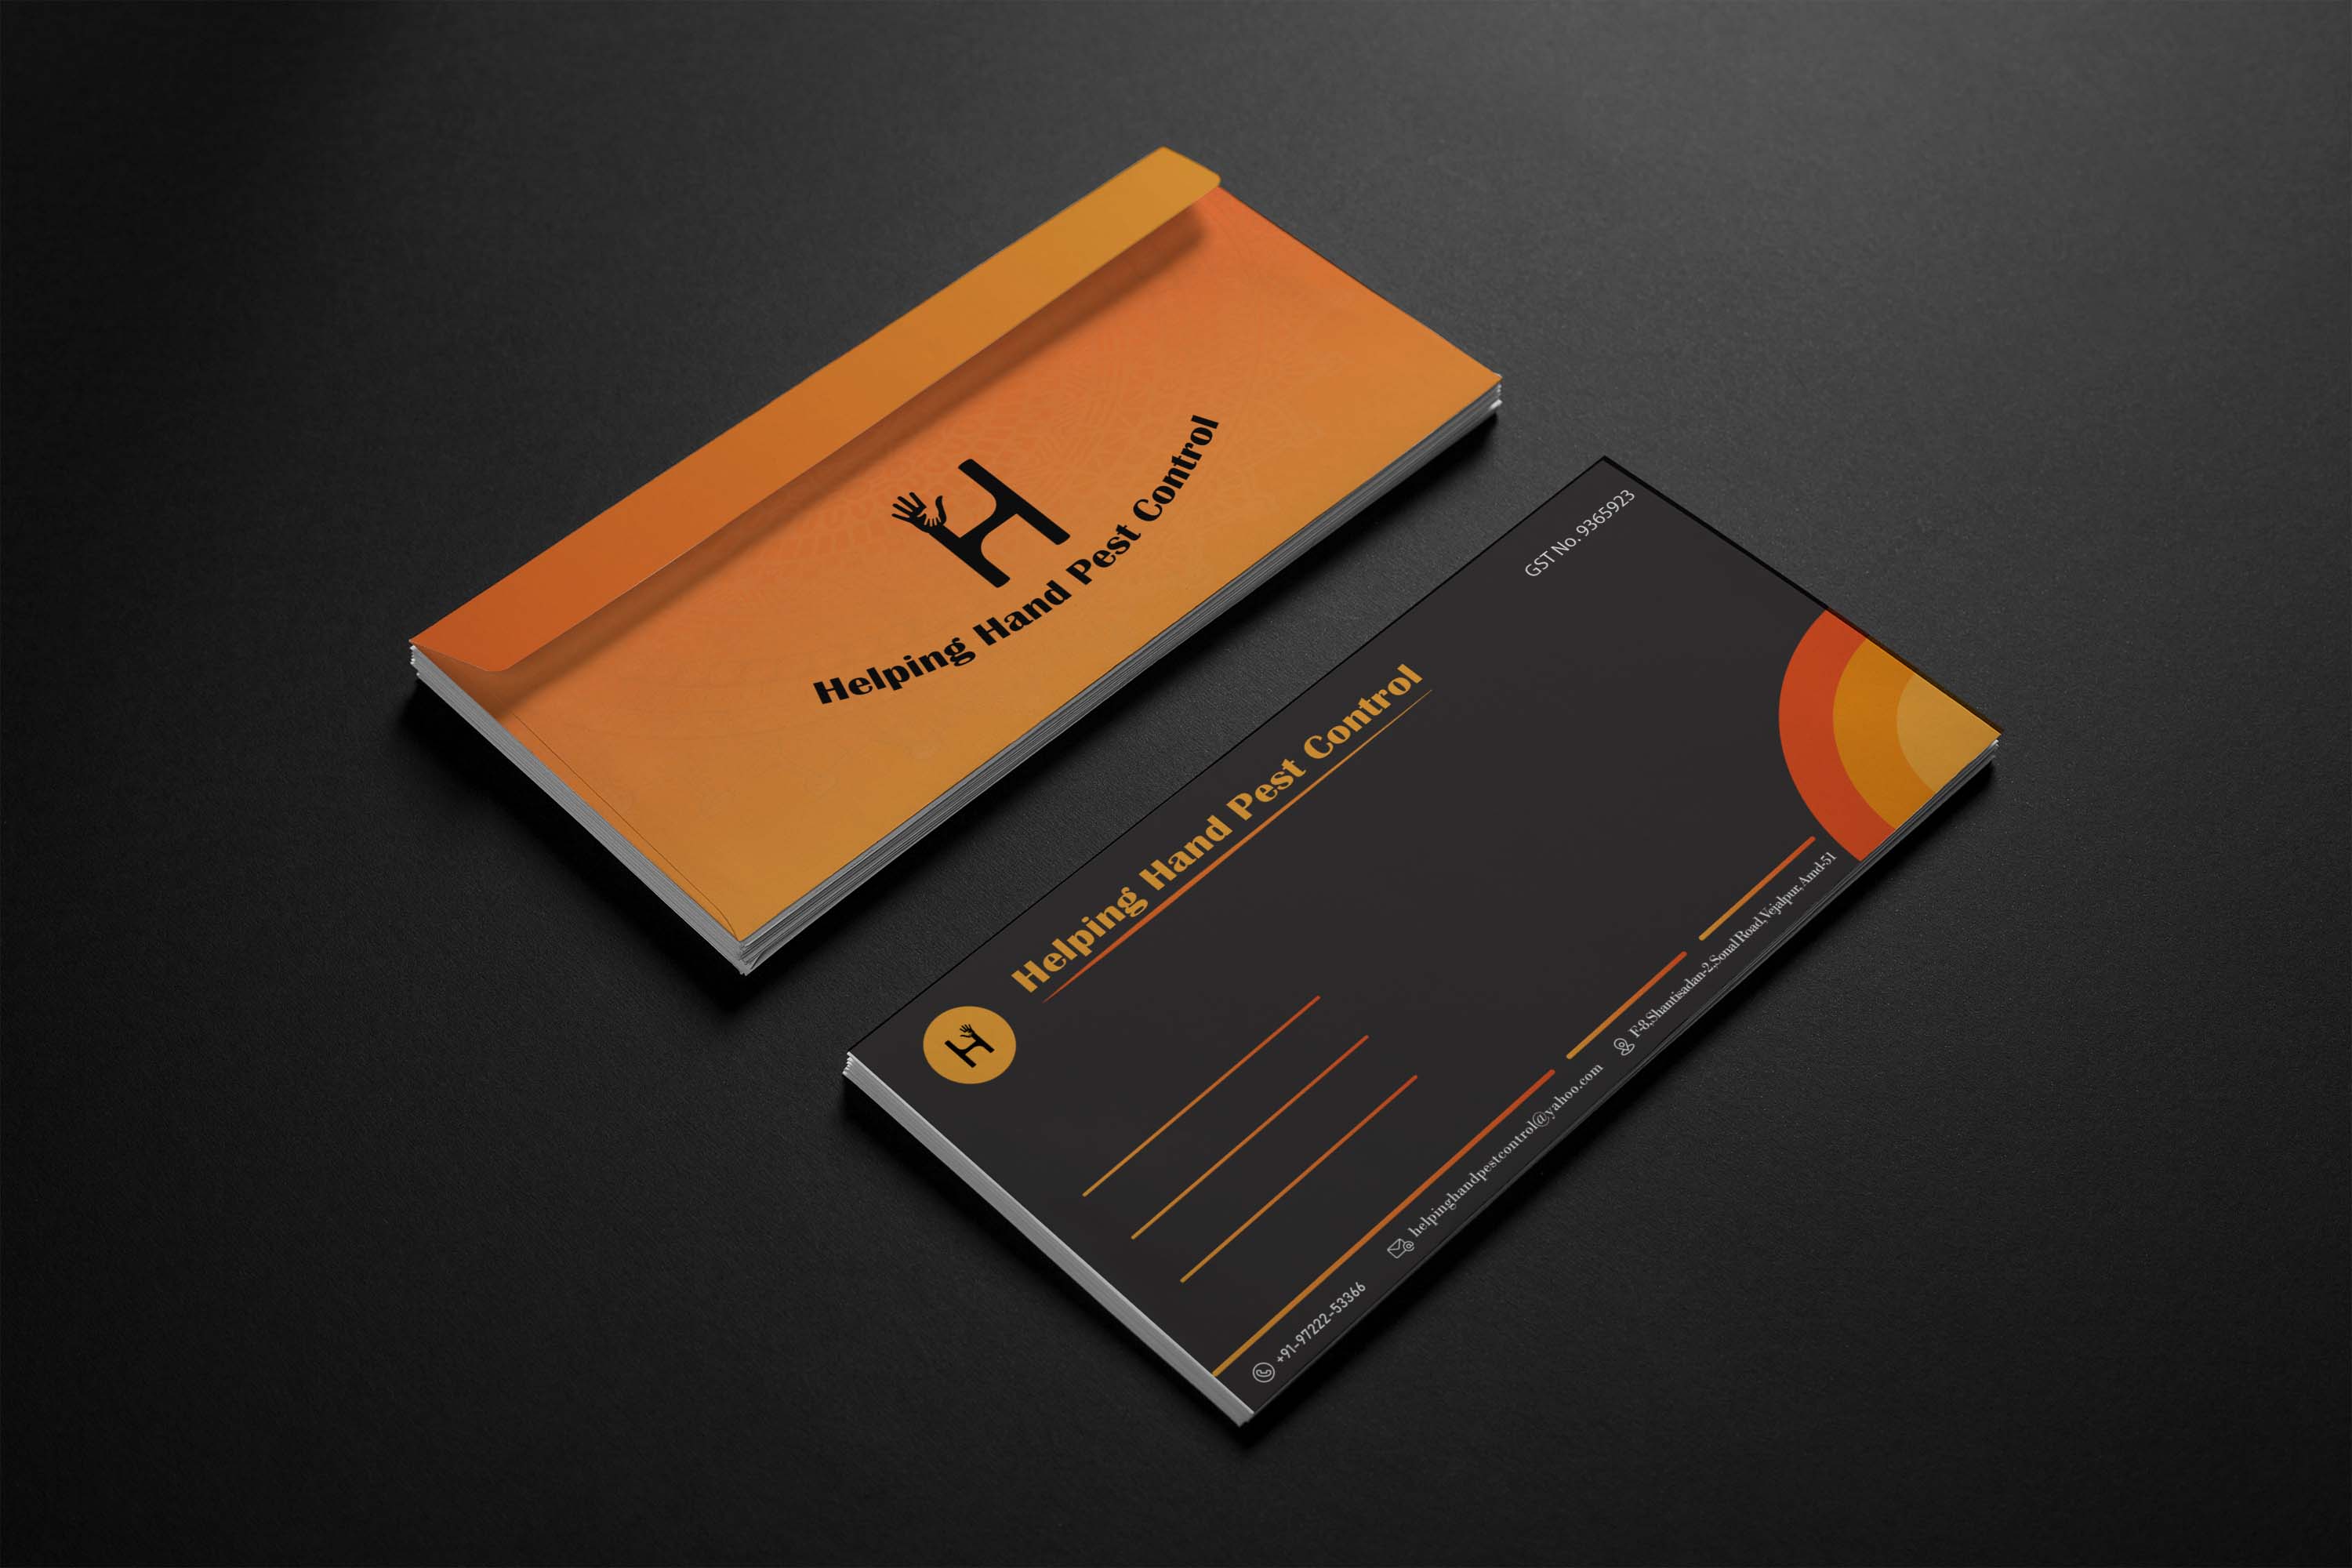 Helping Hand Pest Control
GST No. 9365923
Helping Hand Pest Control
+91-97222-53366
helpinghandpestcontrol@yahoo.com
F-8,Shantisadan-2,Sonal Road,Vejalpur, Amd-51